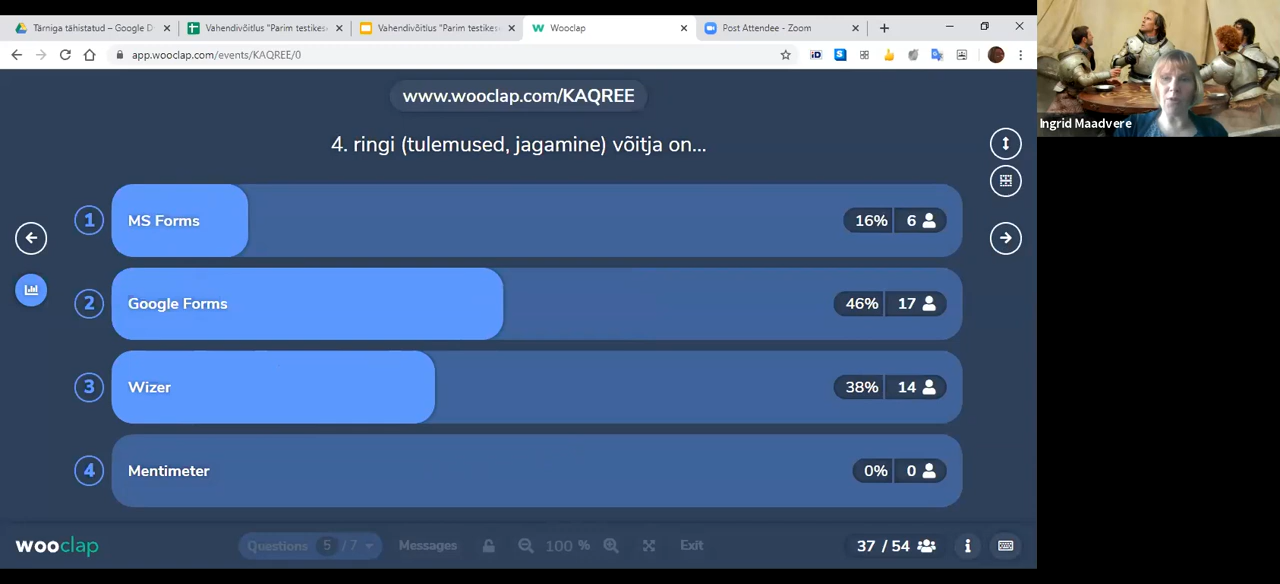 Tärniga tähistatud – Google D
Vahendivõitlus "Parim testikes
Vahendivõitlus "Parim testikes
Wooclap
Post Attendee - Zoom
app.wooclap.com/events/KAQREE/0
www.wooclap.com/KAQREE
Ingrid Maadvere
4. ringi (tulemused, jagamine) võitja on...
1 MS Forms 16% 6
2 Google Forms 46% 17
3 Wizer 38% 14
4 Mentimeter 0% 0
wooclap Questions 5 / 7 Messages 100 % Exit 37 / 54